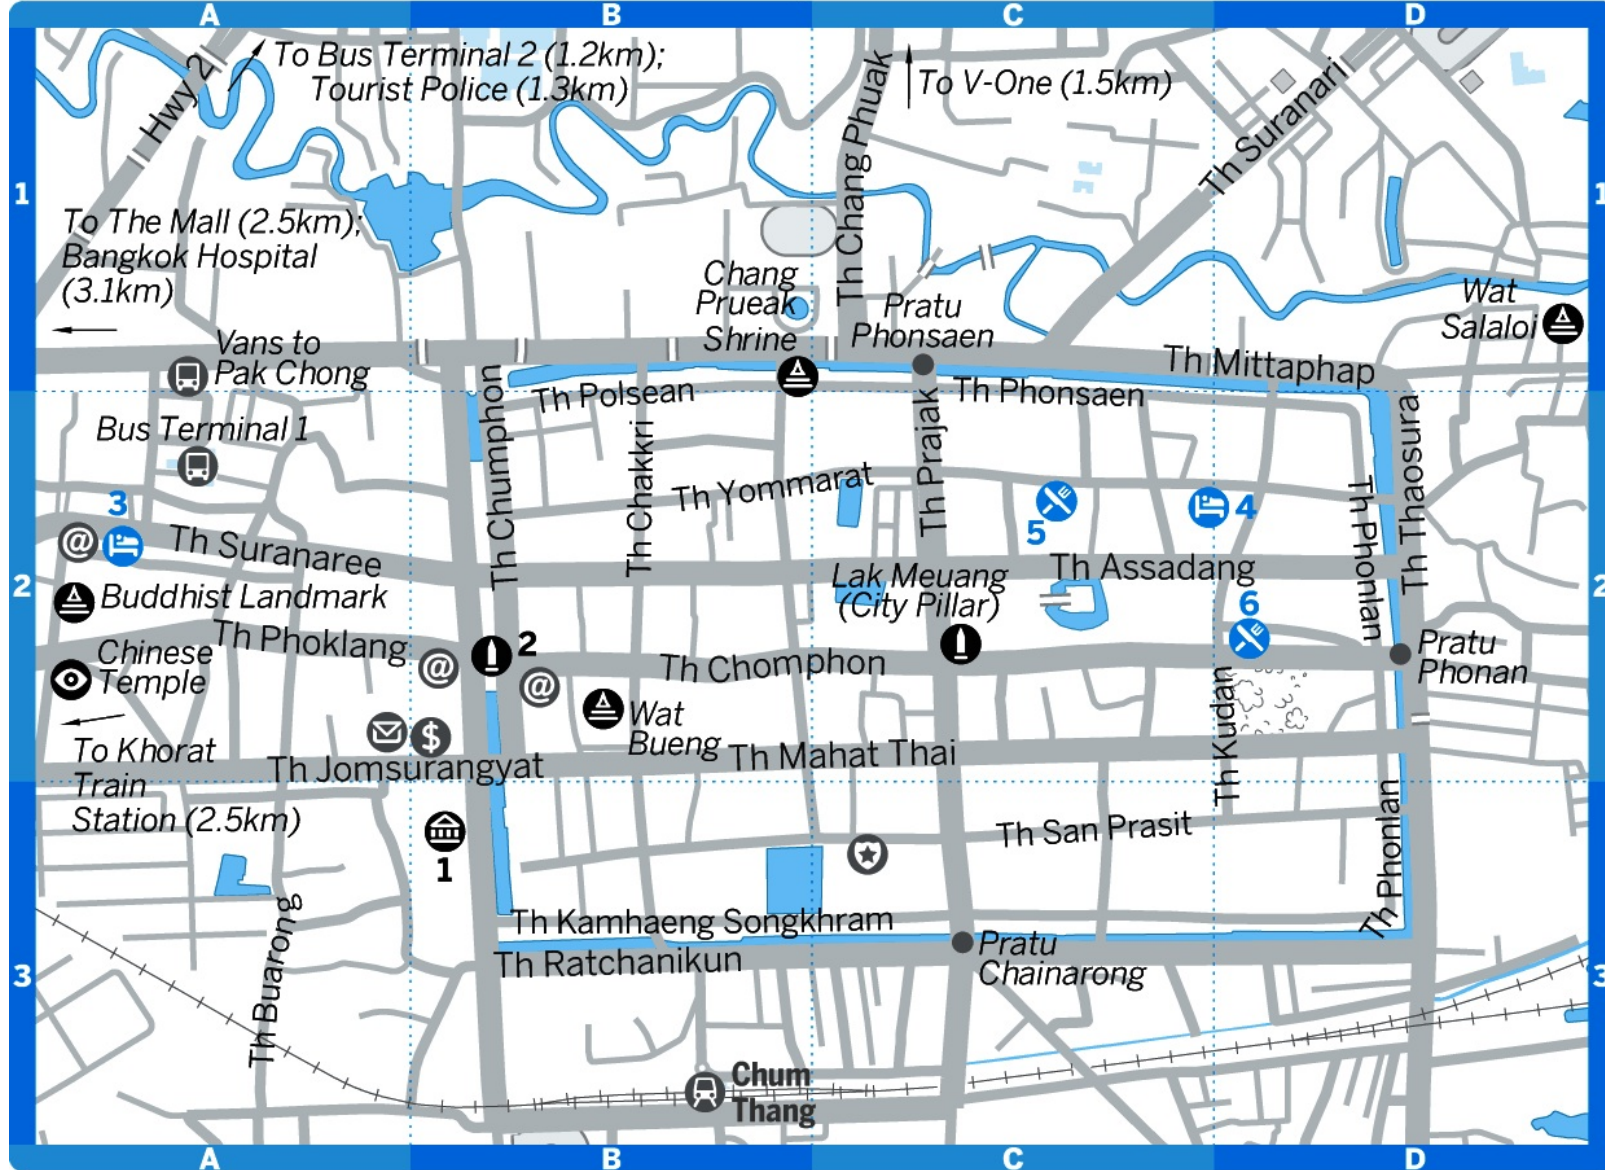 A
B
C
D
To Bus Terminal 2 (1.2km);
Tourist Police (1.3km)
Hwy 2
To V-One (1.5km)
Th Chang Phuak
Th Suranari
1
1
To The Mall (2.5km);
Bangkok Hospital
(3.1km)
Chang
Prueak
Shrine
Pratu
Phonsaen
Wat
Salaloi
Vans to
Pak Chong
Th Mittaphap
Th Polsean
Th Phonsaen
Bus Terminal 1
Th Chumphon
Th Chakkri
Th Yommarat
Th Prajak
Th Phonlan
Th Thaosura
3
@
Th Suranaree
5
4
Th Assadang
2
2
Buddhist Landmark
Lak Meuang
(City Pillar)
6
Th Phoklang
2
@
@
Th Chomphon
Pratu
Phonan
Chinese
Temple
Wat
Bueng
Th Kudan
$
To Khorat
Train
Station (2.5km)
Th Jomsurangyat
Th Mahat Thai
1
Th San Prasit
Th Phonlan
Th Buarong
Th Kamhaeng Songkhram
Th Ratchanikun
Pratu
Chainarong
3
3
Chum
Thang
A
B
C
D